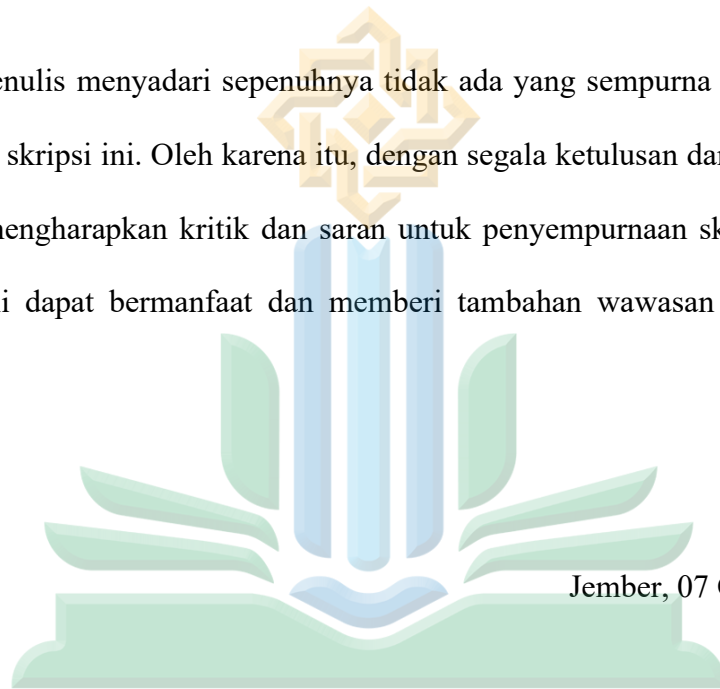 enulis menyadari sepenuhnya tidak ada yang sempurna
skripsi ini. Oleh karena itu, dengan segala ketulusan dan
mengharapkan kritik dan saran untuk penyempurnaan sk
i dapat bermanfaat dan memberi tambahan wawasan
Jember, 07